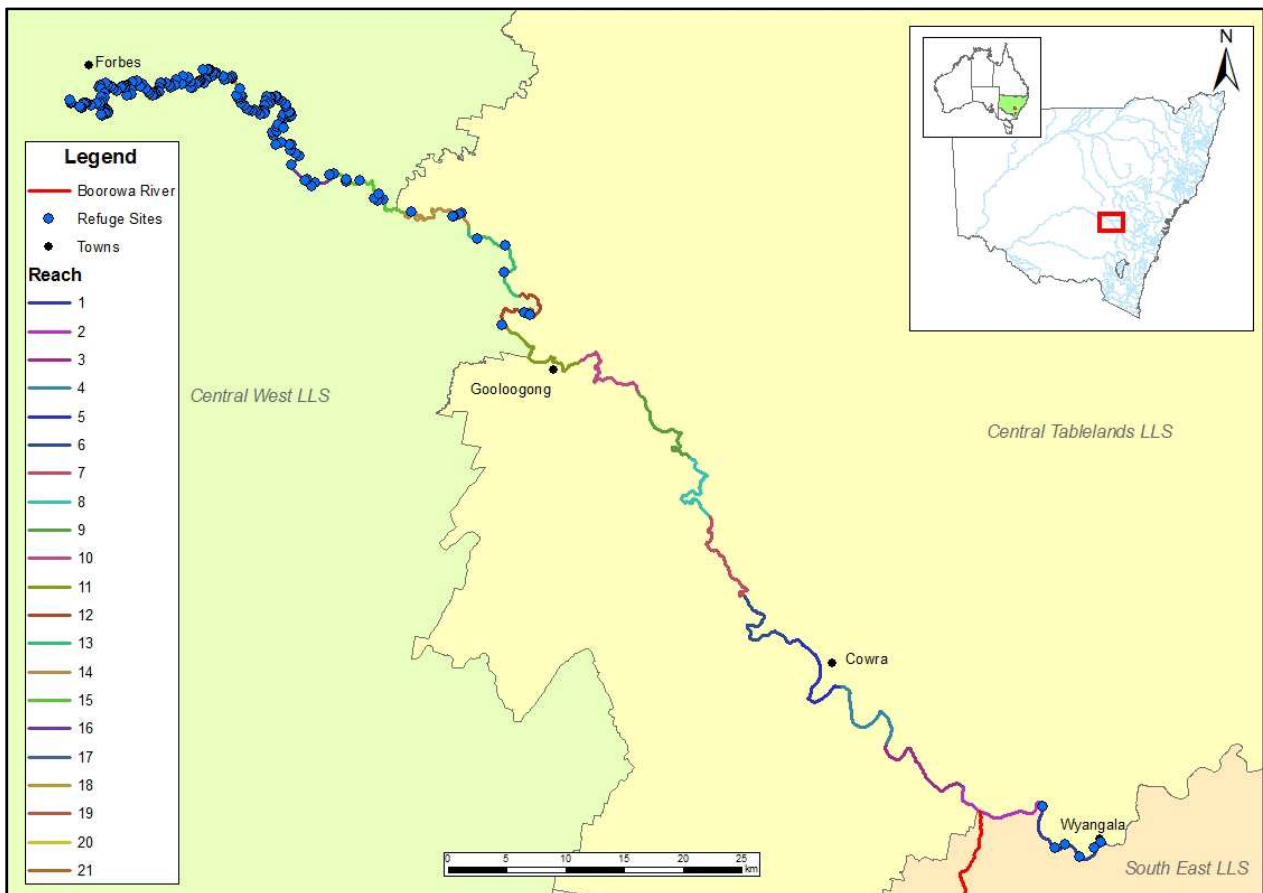 Forbes
N
Legend
Boorowa River
Refuge Sites
Towns
Reach
1
2
3
4
5
6
7
8
9
10
11
12
13
14
15
16
17
18
19
20
21
Central West LLS
Gooloogong
Central Tablelands LLS
Cowra
Wyangala
South East LLS
0 5 10 15 20 25
km